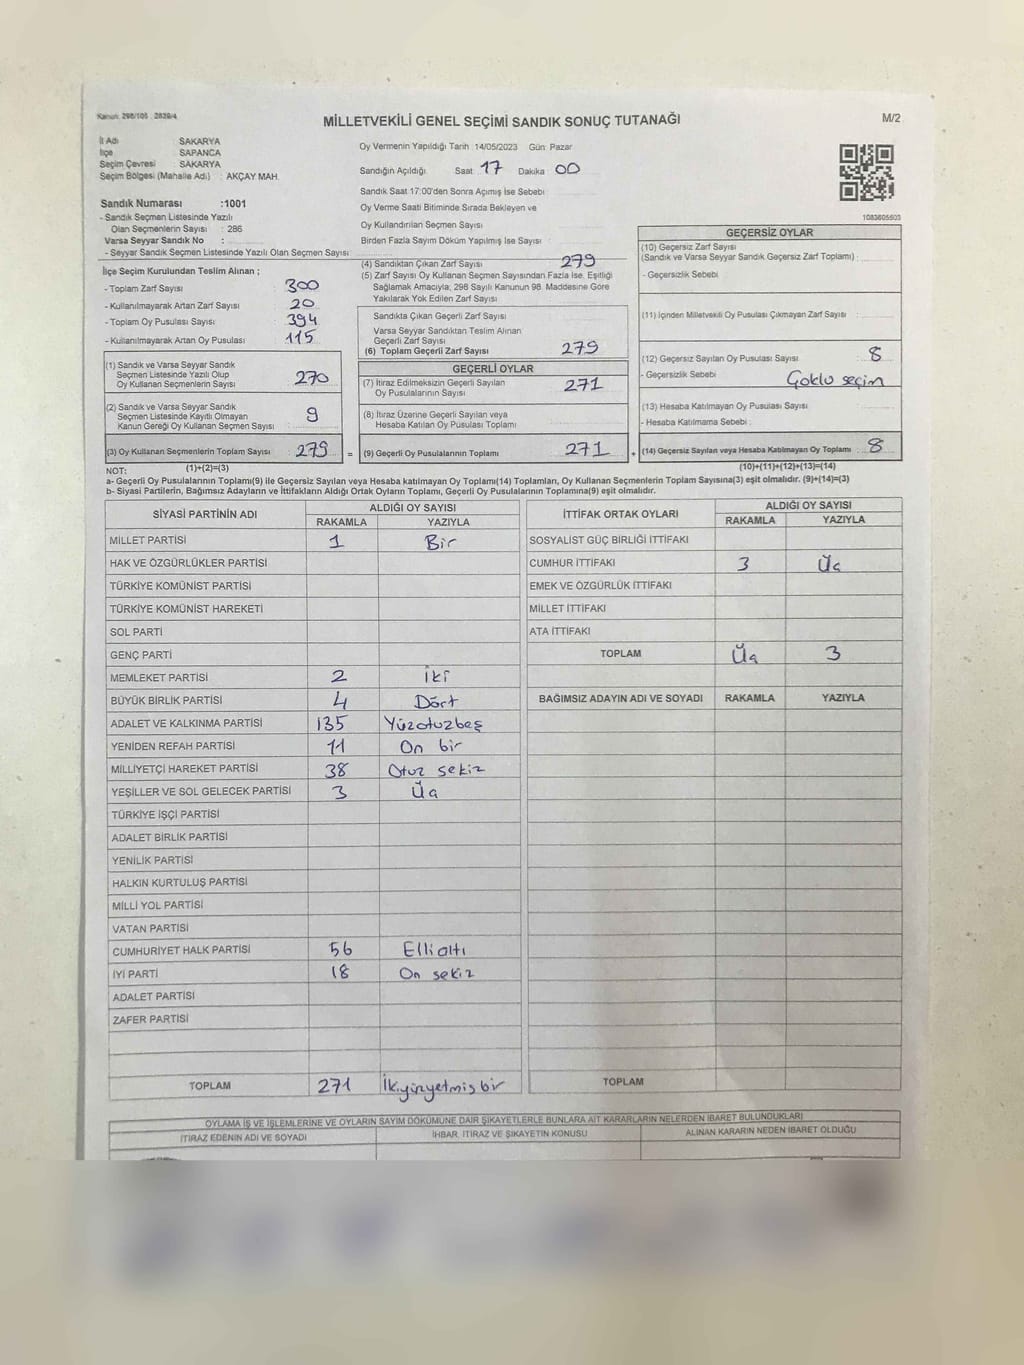 Kanun: 298/105 . 2839/4
MİLLETVEKİLİ GENEL SEÇİMİ SANDIK SONUÇ TUTANAĞI
M/2
İl Adı SAKARYA
İlçe SAPANCA
Seçim Çevresi : SAKARYA
Seçim Bölgesi (Mahalle Adı) : AKÇAY MAH.
Oy Vermenin Yapıldığı Tarih 14/05/2023 Gün: Pazar
Sandığın Açıldığı Saat 17 Dakika 00
Sandık Saat 17:00'den Sonra Açımış İse Sebebi
Oy Verme Saati Bitiminde Sırada Bekleyen ve
Oy Kullandırılan Seçmen Sayısı
Birden Fazla Sayım Döküm Yapılmış İse Sayısı
1083605503
Sandık Numarası :1001
- Sandık Seçmen Listesinde Yazılı
Olan Seçmenlerin Sayısı : 286
Varsa Seyyar Sandık No :
- Seyyar Sandık Seçmen Listesinde Yazılı Olan Seçmen Sayısı
İlçe Seçim Kurulundan Teslim Alınan ;
- Toplam Zarf Sayısı 300
- Kullanılmayarak Artan Zarf Sayısı 20
- Toplam Oy Pusulası Sayısı 394
- Kullanılmayarak Artan Oy Pusulası 115
(1) Sandık ve Varsa Seyyar Sandık
Seçmen Listesinde Yazılı Olup
Oy Kullanan Seçmenlerin Sayısı 270
(2) Sandık ve Varsa Seyyar Sandık
Seçmen Listesinde Kayıtlı Olmayan
Kanun Gereği Oy Kullanan Seçmen Sayısı 9
(3) Oy Kullanan Seçmenlerin Toplam Sayısı 279 =
(4) Sandıktan Çıkan Zarf Sayısı 279
(5) Zarf Sayısı Oy Kullanan Seçmen Sayısından Fazla İse, Eşitliği
Sağlamak Amacıyla, 298 Sayılı Kanunun 98. Maddesine Göre
Yakılarak Yok Edilen Zarf Sayısı
Sandıkta Çıkan Geçerli Zarf Sayısı
Varsa Seyyar Sandıktan Teslim Alınan
Geçerli Zarf Sayısı
(6) Toplam Geçerli Zarf Sayısı 279
GEÇERLİ OYLAR
(7) İtiraz Edilmeksizin Geçerli Sayılan
Oy Pusulalarının Sayısı 271
(8) İtiraz Üzerine Geçerli Sayılan veya
Hesaba Katılan Oy Pusulası Toplamı
(9) Geçerli Oy Pusulalarının Toplamı 271 +
GEÇERSİZ OYLAR
(10) Geçersiz Zarf Sayısı
(Sandık ve Varsa Seyyar Sandık Geçersiz Zarf Toplamı) :
- Geçersizlik Sebebi
(11) İçinden Milletvekili Oy Pusulası Çıkmayan Zarf Sayısı :
(12) Geçersiz Sayılan Oy Pusulası Sayısı : 8
- Geçersizlik Sebebi Çoklu seçim
(13) Hesaba Katılmayan Oy Pusulası Sayısı
- Hesaba Katılmama Sebebi :
(14) Geçersiz Sayılan veya Hesaba Katılmayan Oy Toplamı 8
NOT: (1)+(2)=(3)
(10)+(11)+(12)+(13)=(14)
a- Geçerli Oy Pusulalarının Toplamı(9) ile Geçersiz Sayılan veya Hesaba katılmayan Oy Toplamı(14) Toplamları, Oy Kullanan Seçmenlerin Toplam Sayısına(3) eşit olmalıdır. (9)+(14)=(3)
b- Siyasi Partilerin, Bağımsız Adayların ve İttifakların Aldığı Ortak Oyların Toplamı, Geçerli Oy Pusulalarının Toplamına(9) eşit olmalıdır.
SİYASİ PARTİNİN ADI ALDIĞI OY SAYISI
RAKAMLA YAZIYLA
MİLLET PARTİSİ 1 Bir
HAK VE ÖZGÜRLÜKLER PARTİSİ
TÜRKİYE KOMÜNİST PARTİSİ
TÜRKİYE KOMÜNİST HAREKETİ
SOL PARTİ
GENÇ PARTİ
MEMLEKET PARTİSİ 2 İki
BÜYÜK BİRLİK PARTİSİ 4 Dört
ADALET VE KALKINMA PARTİSİ 135 Yüzotuzbeş
YENİDEN REFAH PARTİSİ 11 On bir
MİLLİYETÇİ HAREKET PARTİSİ 38 Otuz sekiz
YEŞİLLER VE SOL GELECEK PARTİSİ 3 Üç
TÜRKİYE İŞÇİ PARTİSİ
ADALET BİRLİK PARTİSİ
YENİLİK PARTİSİ
HALKIN KURTULUŞ PARTİSİ
MİLLİ YOL PARTİSİ
VATAN PARTİSİ
CUMHURİYET HALK PARTİSİ 56 Elli altı
İYİ PARTİ 18 On sekiz
ADALET PARTİSİ
ZAFER PARTİSİ
TOPLAM 271 İkiyüzyetmiş bir
İTTİFAK ORTAK OYLARI ALDIĞI OY SAYISI
RAKAMLA YAZIYLA
SOSYALİST GÜÇ BİRLİĞİ İTTİFAKI
CUMHUR İTTİFAKI 3 Üç
EMEK VE ÖZGÜRLÜK İTTİFAKI
MİLLET İTTİFAKI
ATA İTTİFAKI
TOPLAM Üç 3
BAĞIMSIZ ADAYIN ADI VE SOYADI RAKAMLA YAZIYLA
TOPLAM
OYLAMA İŞ VE İŞLEMLERİNE VE OYLARIN SAYIM DÖKÜMÜNE DAİR ŞİKAYETLERLE BUNLARA AİT KARARLARIN NELERDEN İBARET BULUNDUKLARI
İTİRAZ EDENİN ADI VE SOYADI İHBAR, İTİRAZ VE ŞİKAYETİN KONUSU ALINAN KARARIN NEDEN İBARET OLDUĞU